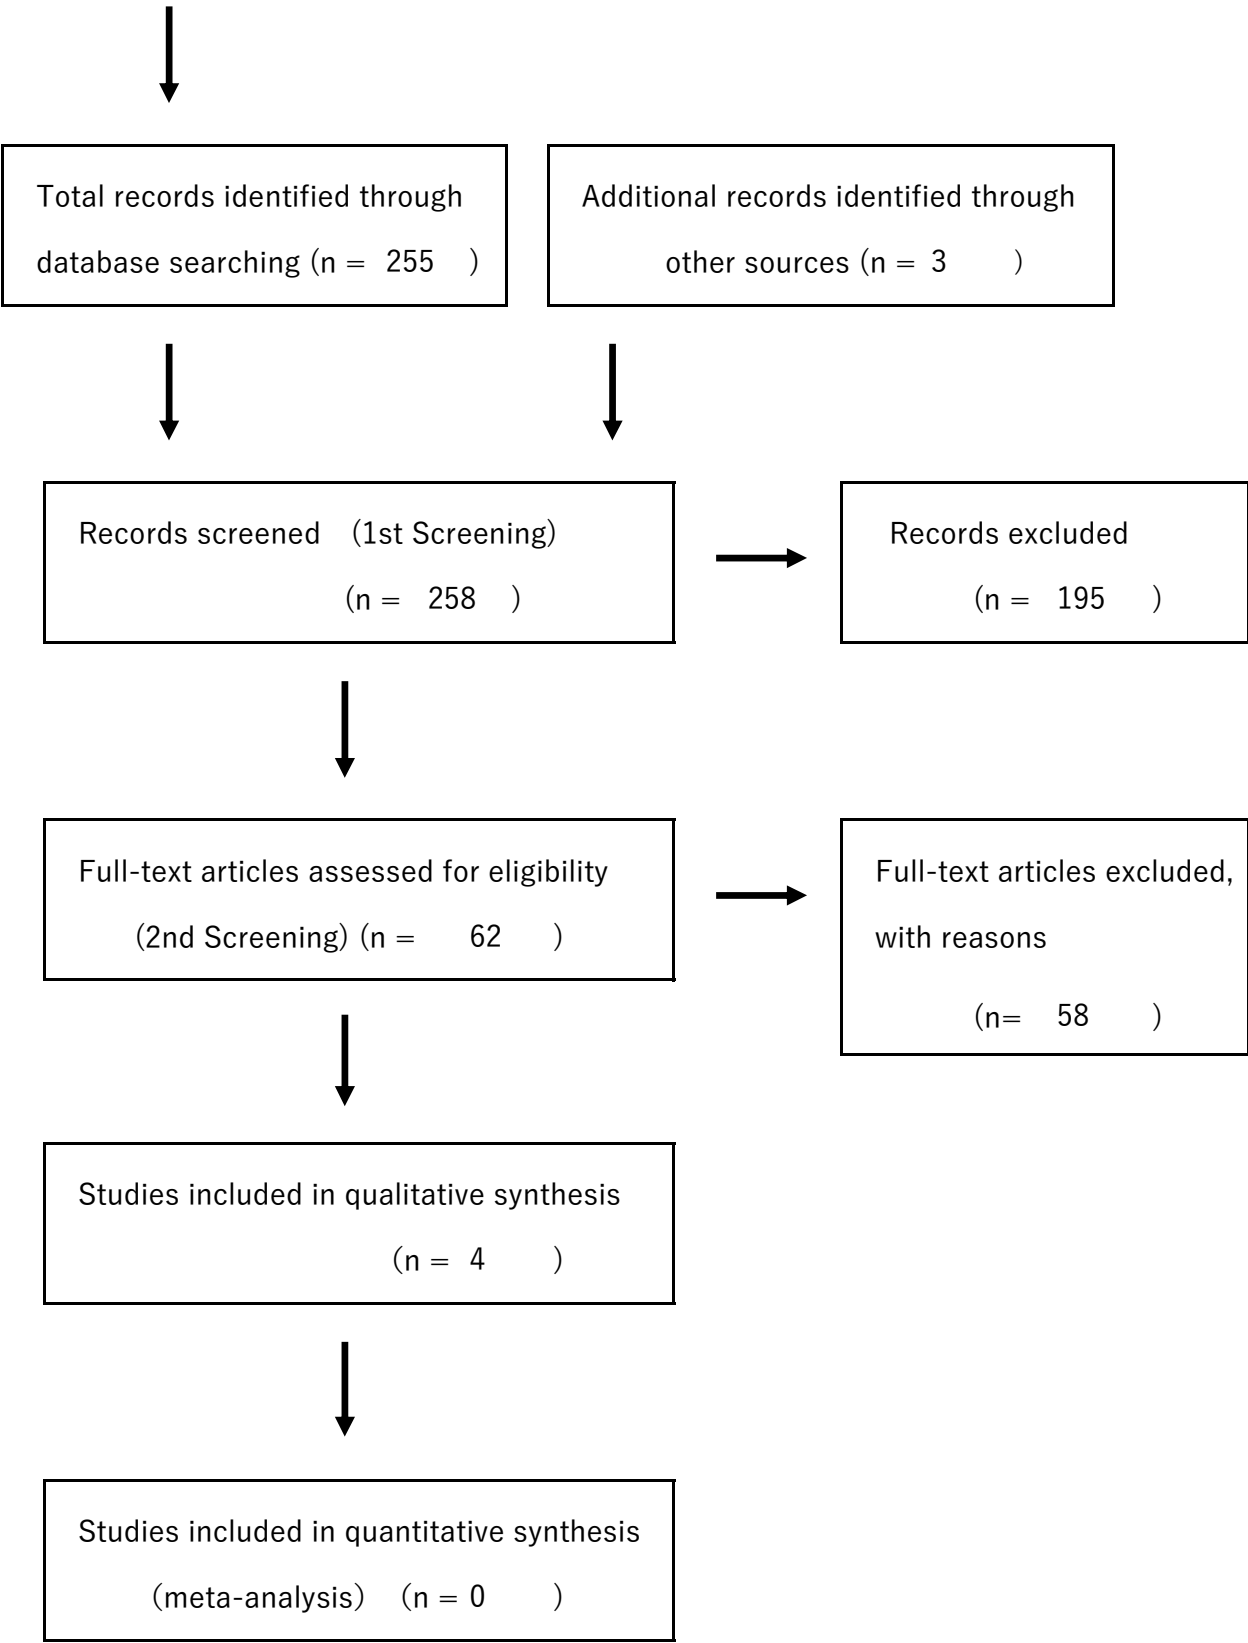 Total records identified through
database searching (n = 255 )
Additional records identified through
other sources (n = 3 )
Records screened (1st Screening)
(n = 258 )
Records excluded
(n = 195 )
Full-text articles assessed for eligibility
(2nd Screening) (n = 62 )
Full-text articles excluded,
with reasons
(n= 58 )
Studies included in qualitative synthesis
(n = 4 )
Studies included in quantitative synthesis
(meta-analysis) (n = 0 )